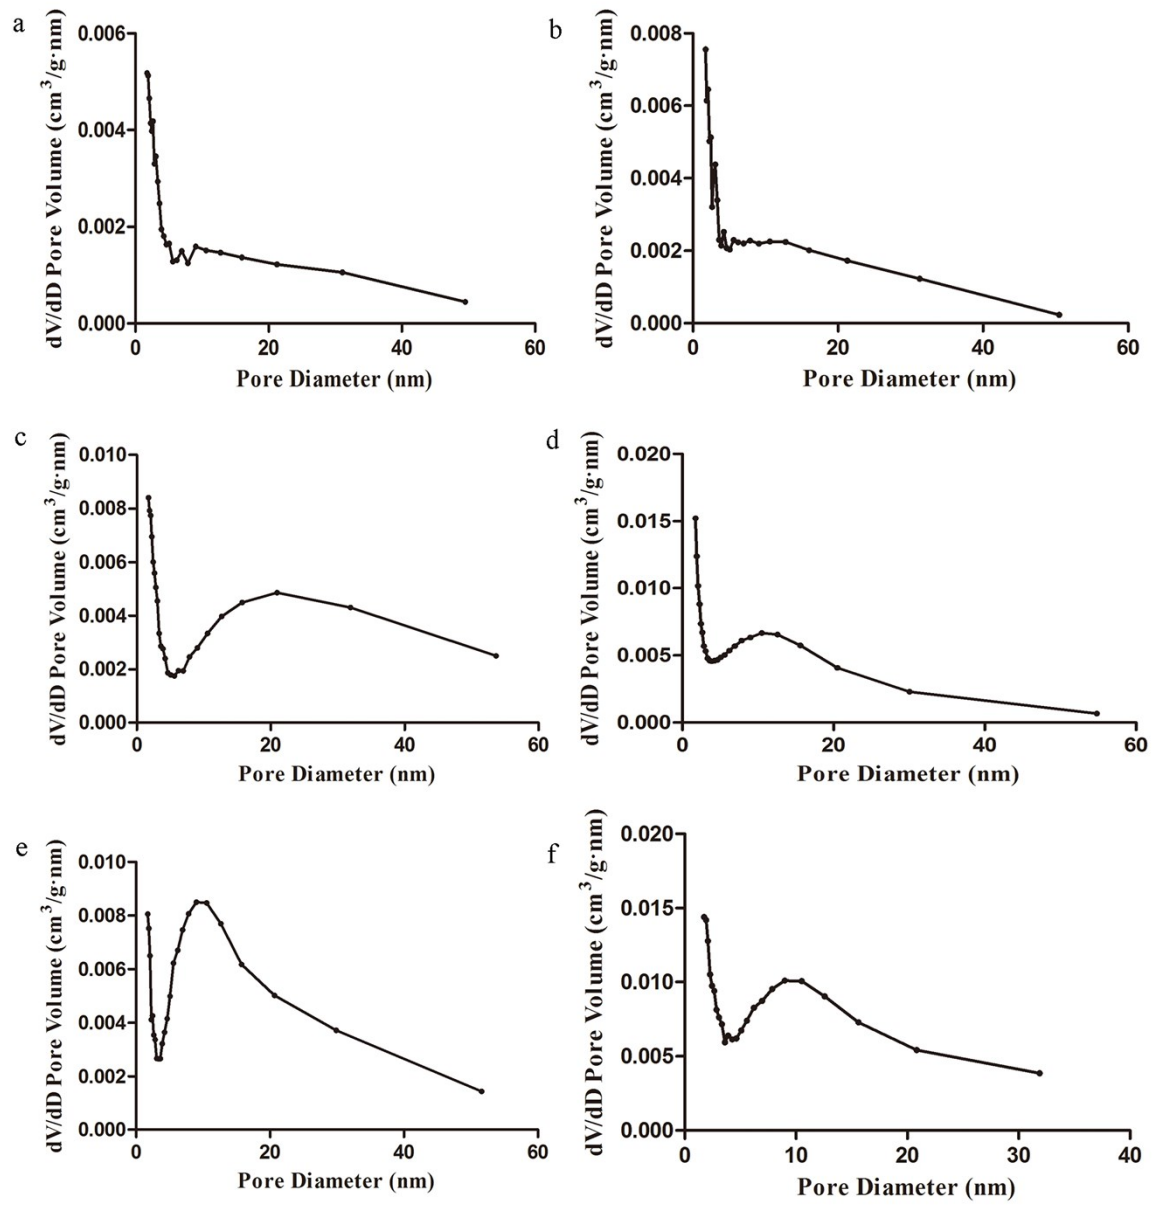 a
dV/dD Pore Volume (cm³/g·nm)
0.006
0.004
0.002
0.000
0 20 40 60
Pore Diameter (nm)
b
dV/dD Pore Volume (cm³/g·nm)
0.008
0.006
0.004
0.002
0.000
0 20 40 60
Pore Diameter (nm)
c
dV/dD Pore Volume (cm³/g·nm)
0.010
0.008
0.006
0.004
0.002
0.000
0 20 40 60
Pore Diameter (nm)
d
dV/dD Pore Volume (cm³/g·nm)
0.020
0.015
0.010
0.005
0.000
0 20 40 60
Pore Diameter (nm)
e
dV/dD Pore Volume (cm³/g·nm)
0.010
0.008
0.006
0.004
0.002
0.000
0 20 40 60
Pore Diameter (nm)
f
dV/dD Pore Volume (cm³/g·nm)
0.020
0.015
0.010
0.005
0.000
0 10 20 30 40
Pore Diameter (nm)